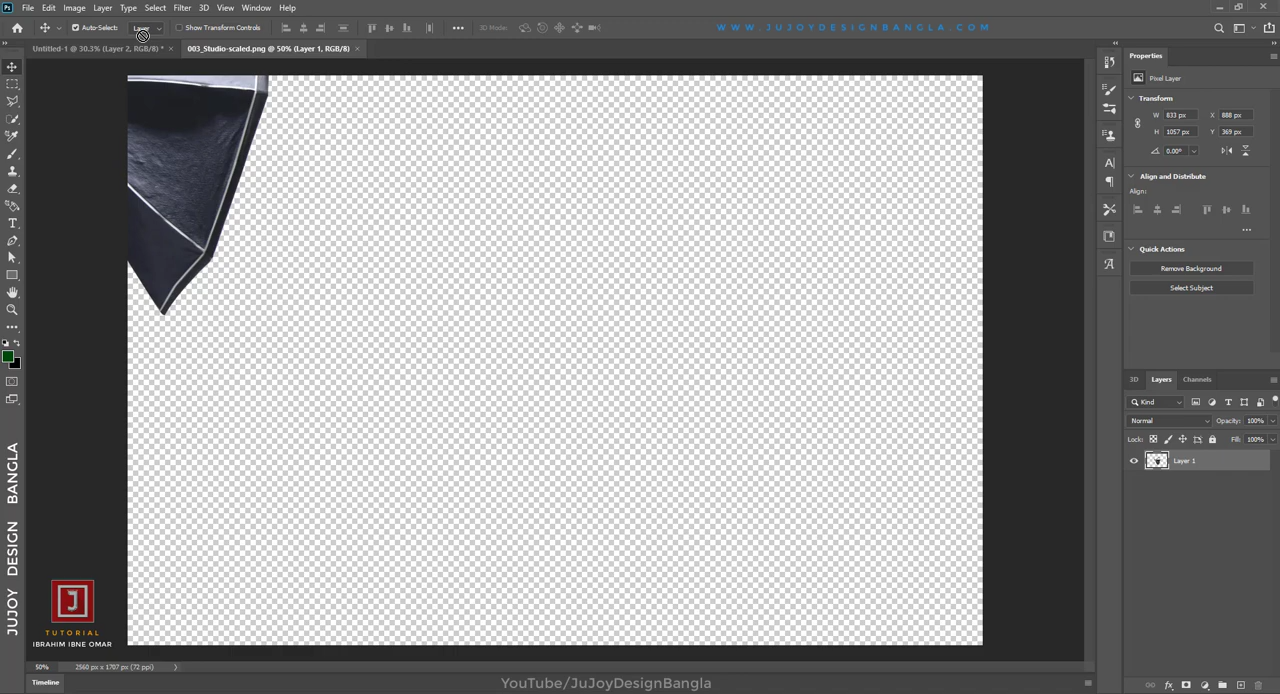 Ps File Edit Image Layer Type Select Filter 3D View Window Help
Auto-Select: Layer Show Transform Controls 3D Mode: WWW.JUJOYDESIGNBANGLA.COM
Untitled-1 @ 30.3% (Layer 2, RGB/8) * × 003_Studio-scaled.png @ 50% (Layer 1, RGB/8) ×
Properties
Pixel Layer
Transform
W 833 px X 888 px
H 1057 px Y 369 px
0.00°
Align and Distribute
Align:
Quick Actions
Remove Background
Select Subject
3D Layers Channels
Kind
Normal Opacity: 100%
Lock: Fill: 100%
Layer 1
JUJOY DESIGN BANGLA
TUTORIAL
IBRAHIM IBNE OMAR
50% 2560 px x 1707 px (72 ppi)
Timeline
YouTube/JuJoyDesignBangla